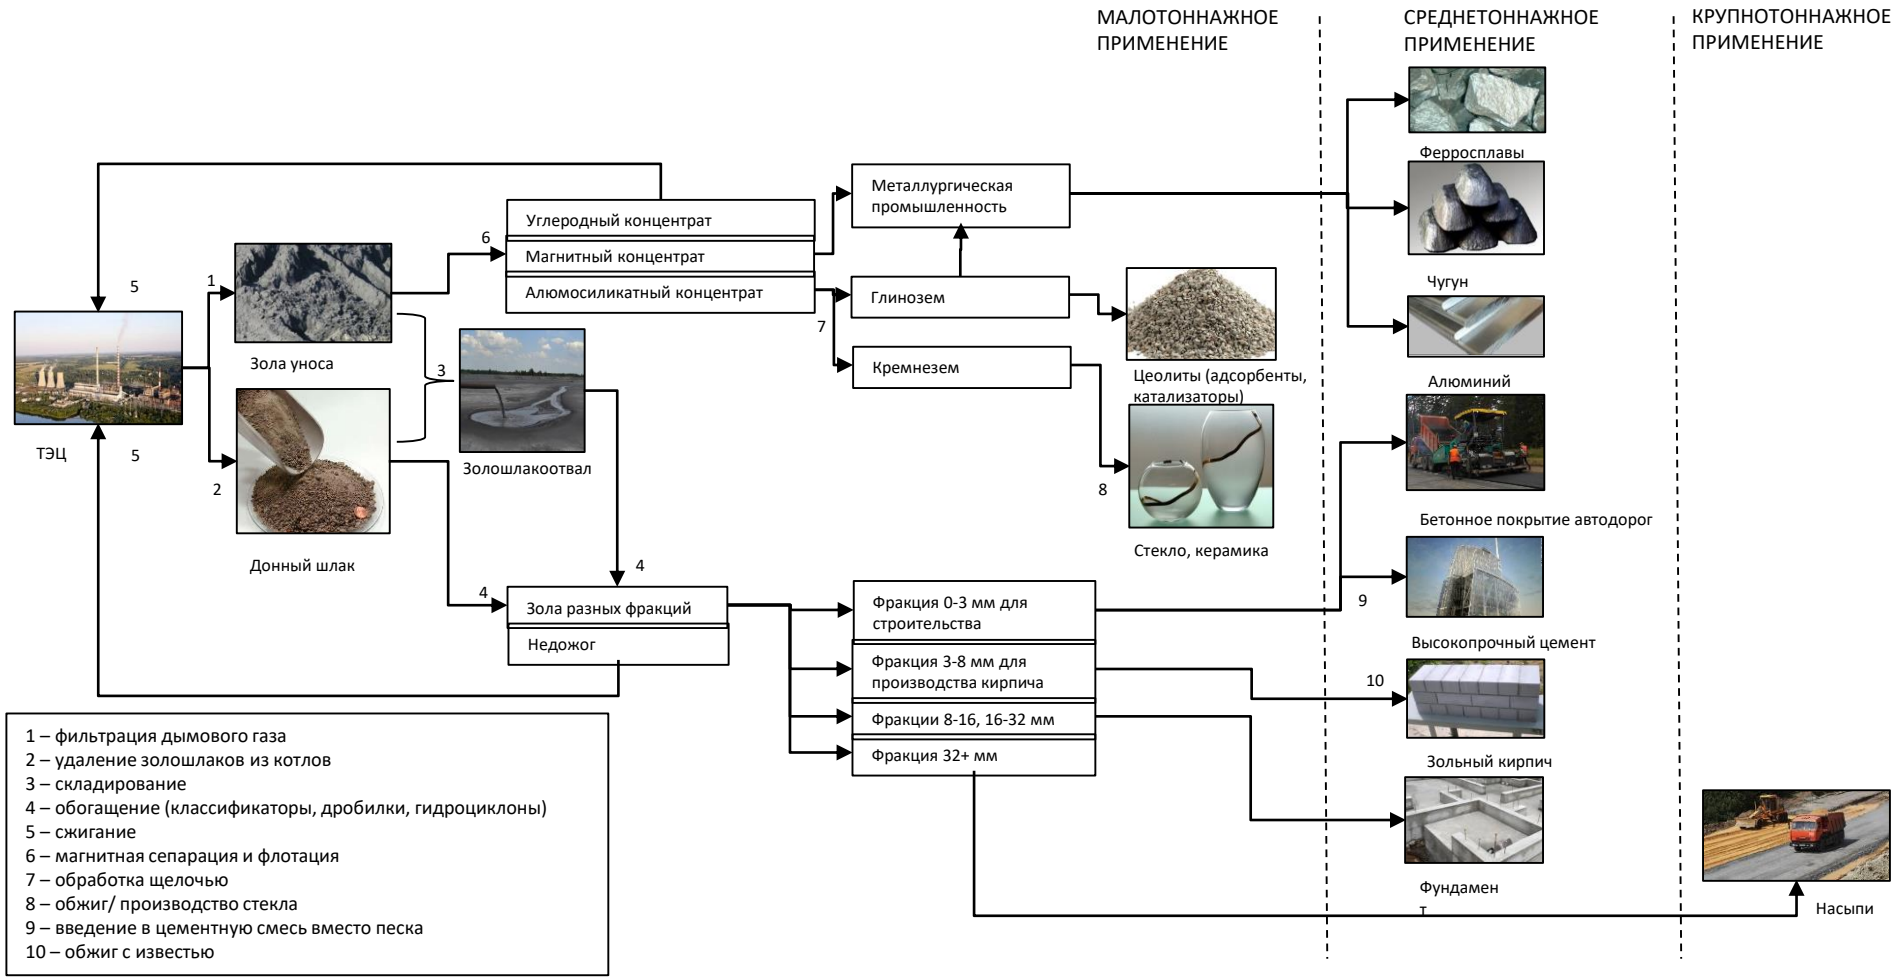 МАЛОТОННАЖНОЕ
ПРИМЕНЕНИЕ
СРЕДНЕТОННАЖНОЕ
ПРИМЕНЕНИЕ
КРУПНОТОННАЖНОЕ
ПРИМЕНЕНИЕ
Ферросплавы
Металлургическая
промышленность
Углеродный концентрат
6
Магнитный концентрат
Алюмосиликатный концентрат
Чугун
1
5
Глинозем
7
Зола уноса
3
Кремнезем
Цеолиты (адсорбенты,
катализаторы)
Алюминий
ТЭЦ
5
Золошлакоотвал
2
8
Бетонное покрытие автодорог
Стекло, керамика
Донный шлак
4
4
Зола разных фракций
Недожог
Фракция 0-3 мм для
строительства
9
Высокопрочный цемент
Фракция 3-8 мм для
производства кирпича
10
Фракции 8-16, 16-32 мм
Фракция 32+ мм
Зольный кирпич
Фундамен
т
Насыпи
1 – фильтрация дымового газа
2 – удаление золошлаков из котлов
3 – складирование
4 – обогащение (классификаторы, дробилки, гидроциклоны)
5 – сжигание
6 – магнитная сепарация и флотация
7 – обработка щелочью
8 – обжиг/ производство стекла
9 – введение в цементную смесь вместо песка
10 – обжиг с известью